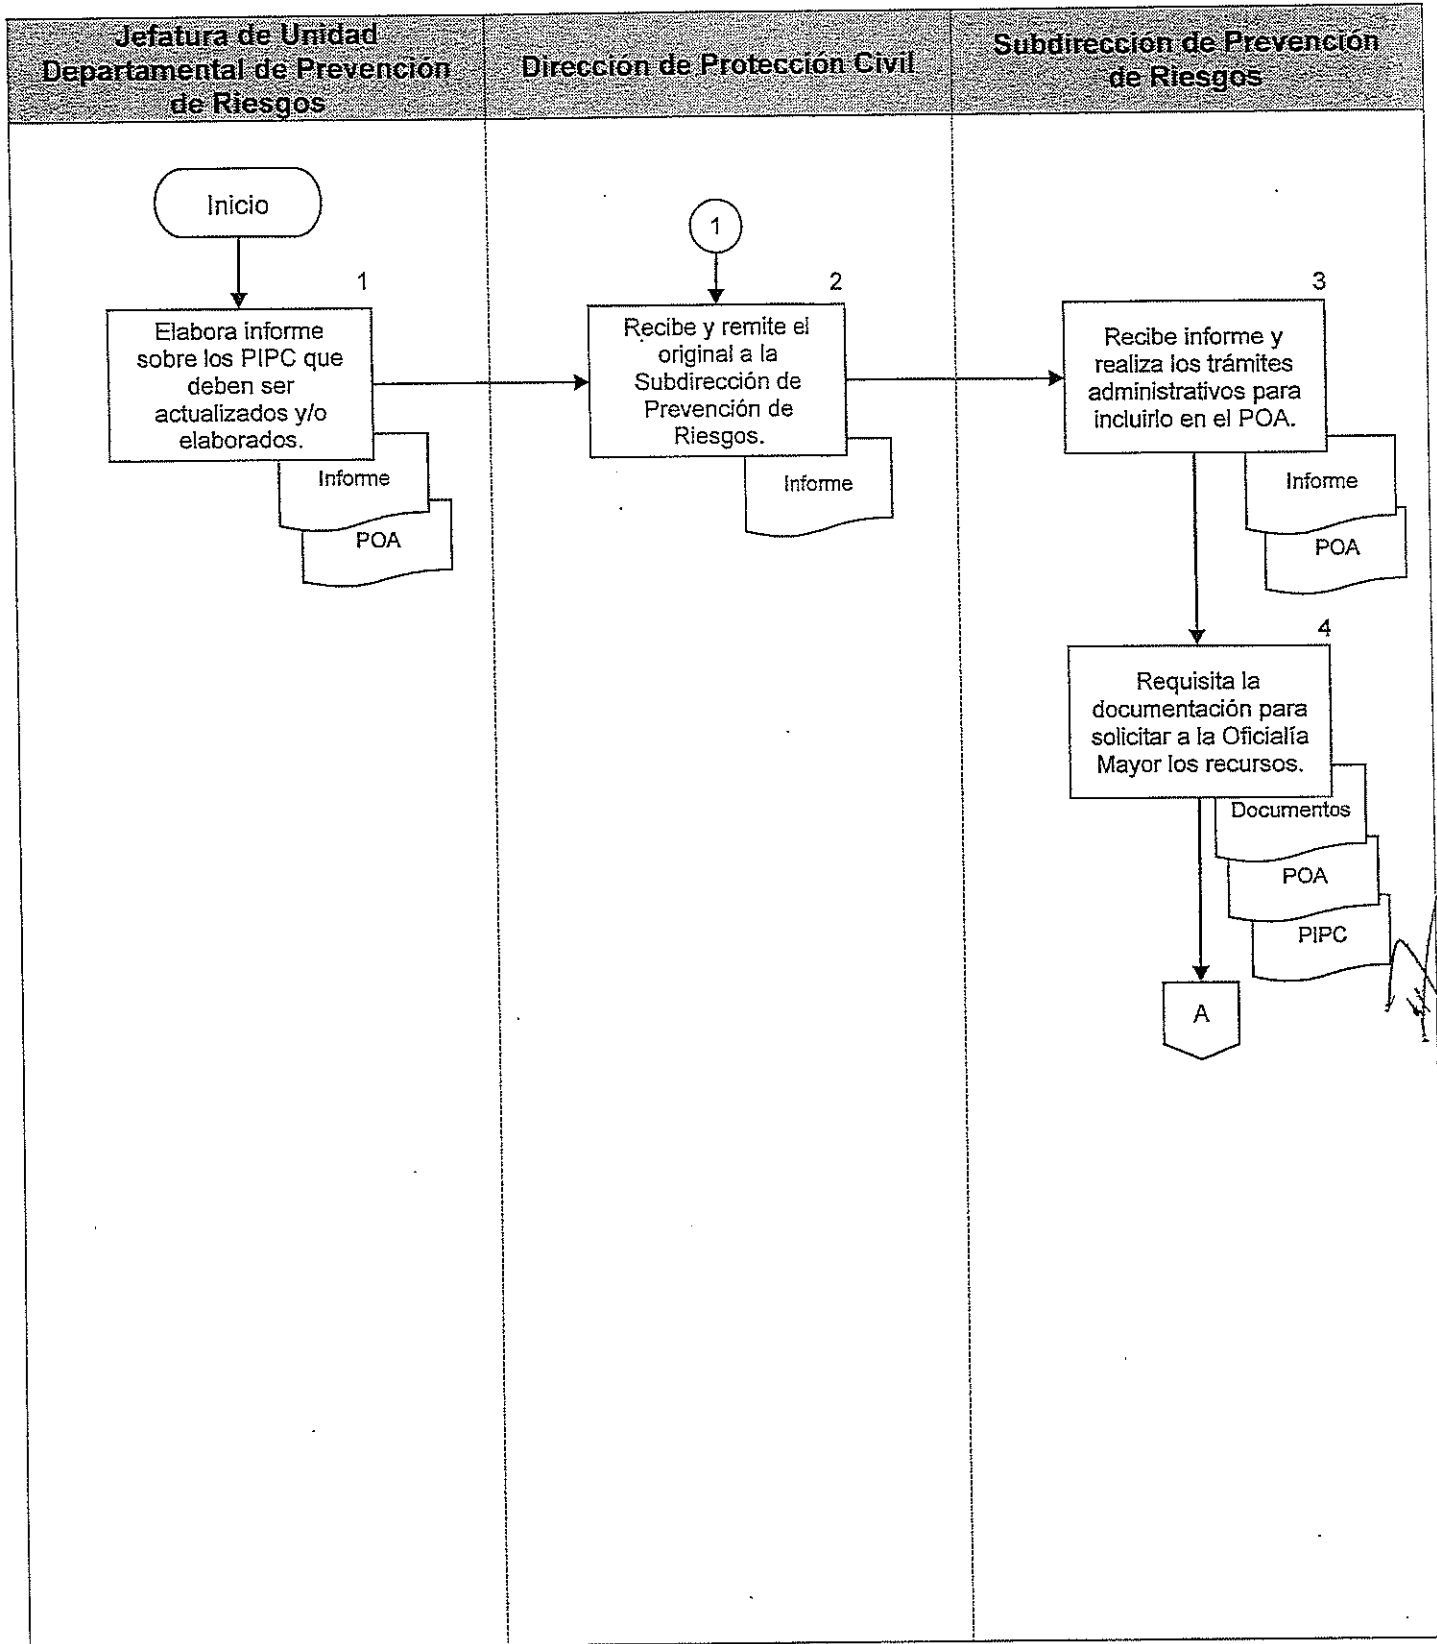 Jefatura de Unidad
Departamental de Prevención
de Riesgos
Dirección de Protección Civil
Subdirección de Prevención
de Riesgos
Inicio
1
1
Elabora informe
sobre los PIPC que
deben ser
actualizados y/o
elaborados.
Informe
POA
2
Recibe y remite el
original a la
Subdirección de
Prevención de
Riesgos.
Informe
3
Recibe informe y
realiza los trámites
administrativos para
incluirlo en el POA.
Informe
POA
4
Requisita la
documentación para
solicitar a la Oficialía
Mayor los recursos.
Documentos
POA
PIPC
A